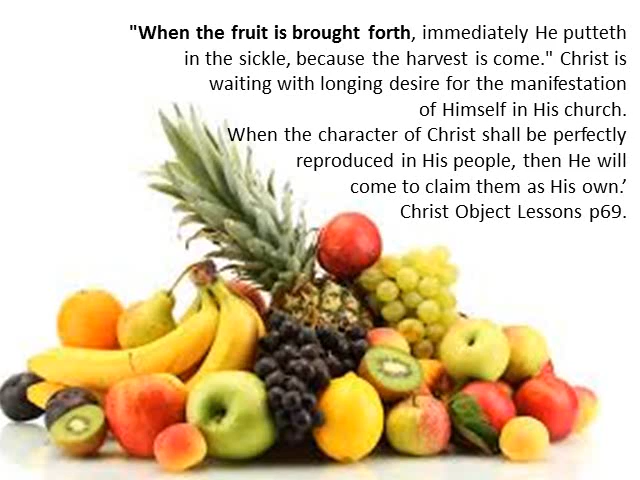 "When the fruit is brought forth, immediately He putteth
in the sickle, because the harvest is come." Christ is
waiting with longing desire for the manifestation
of Himself in His church.
When the character of Christ shall be perfectly
reproduced in His people, then He will
come to claim them as His own.’
Christ Object Lessons p69.